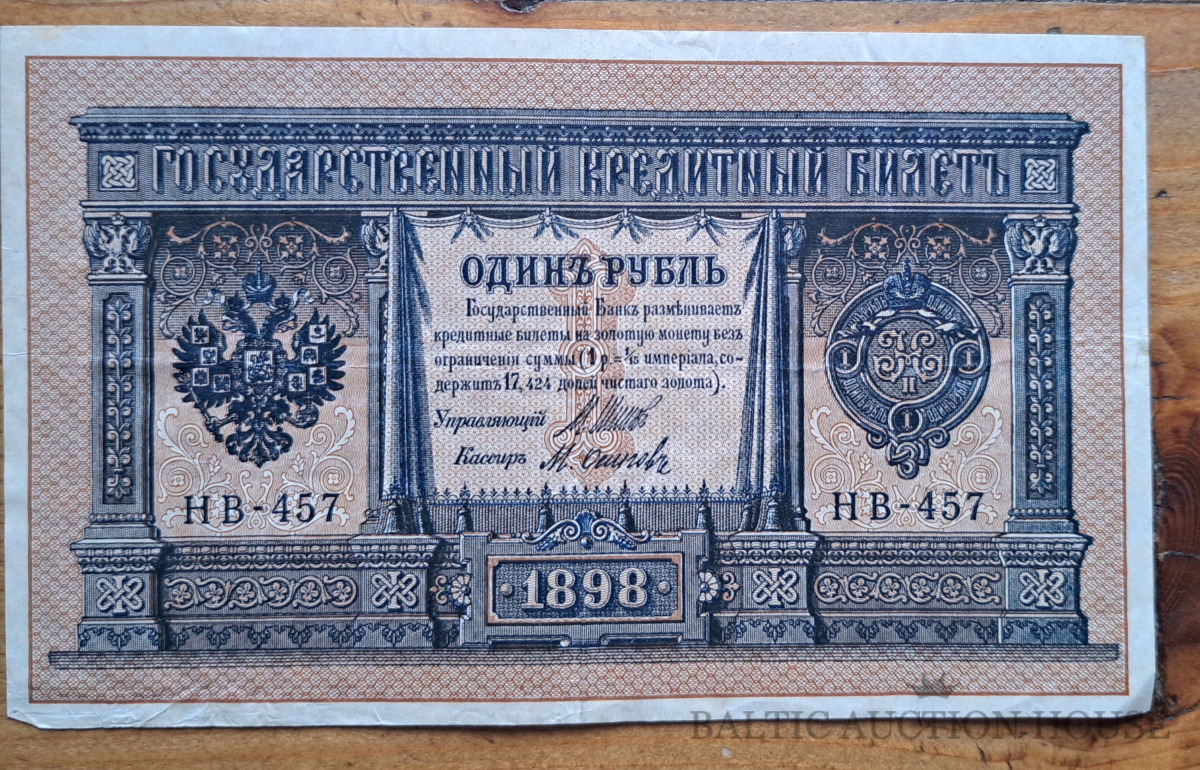 ГОСУДАРСТВЕННЫЙ КРЕДИТНЫЙ БИЛЕТЪ
ОДИНЪ РУБЛЬ
Государственный Банкъ размѣниваетъ
кредитные билеты на золотую монету безъ
ограниченія суммы (1 р. = 1/15 имперіала, со-
держитъ 17,424 долей чистаго золота).
Управляющій
Кассиръ М. Осиповъ
НВ-457
НВ-457
1898
BALTIC AUCTION HOUSE